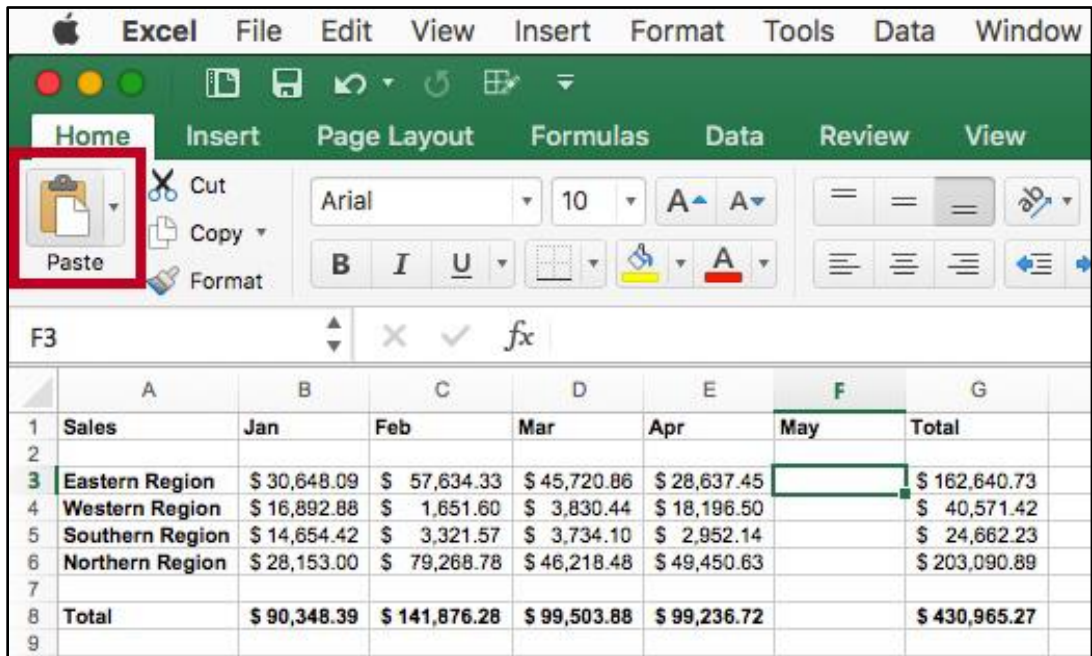 Excel File Edit View Insert Format Tools Data Window
Home Insert Page Layout Formulas Data Review View
Cut
Arial 10 A A ab
Copy
Paste B I U A
Format
F3 fx
A B C D E F G
1 Sales Jan Feb Mar Apr May Total
2
3 Eastern Region $ 30,648.09 $ 57,634.33 $ 45,720.86 $ 28,637.45 $ 162,640.73
4 Western Region $ 16,892.88 $ 1,651.60 $ 3,830.44 $ 18,196.50 $ 40,571.42
5 Southern Region $ 14,654.42 $ 3,321.57 $ 3,734.10 $ 2,952.14 $ 24,662.23
6 Northern Region $ 28,153.00 $ 79,268.78 $ 46,218.48 $ 49,450.63 $ 203,090.89
7
8 Total $ 90,348.39 $ 141,876.28 $ 99,503.88 $ 99,236.72 $ 430,965.27
9